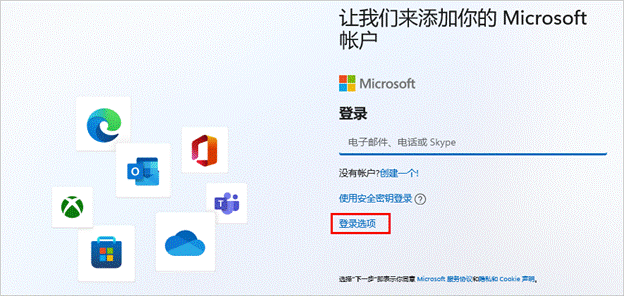 让我们来添加你的 Microsoft
帐户
Microsoft
登录
电子邮件、电话或 Skype
没有帐户?创建一个!
使用安全密钥登录 ?
登录选项
选择"下一步"即表示你同意 Microsoft 服务协议和隐私和 Cookie 声明。